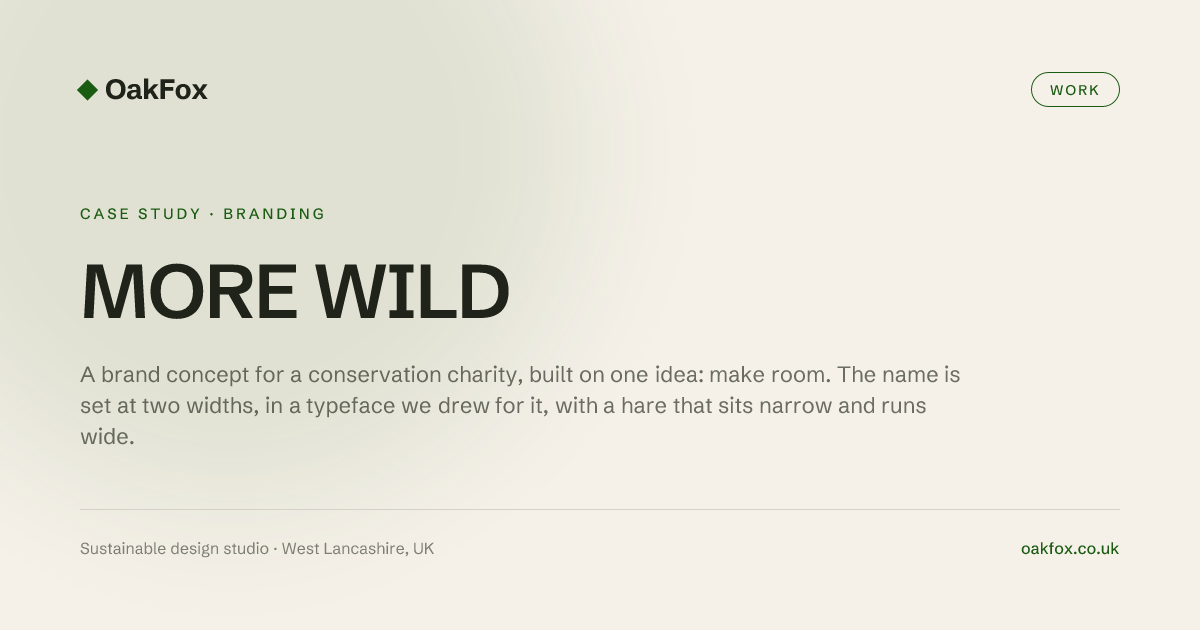 OakFox
WORK
CASE STUDY · BRANDING
MORE WILD
A brand concept for a conservation charity, built on one idea: make room. The name is
set at two widths, in a typeface we drew for it, with a hare that sits narrow and runs
wide.
Sustainable design studio · West Lancashire, UK
oakfox.co.uk